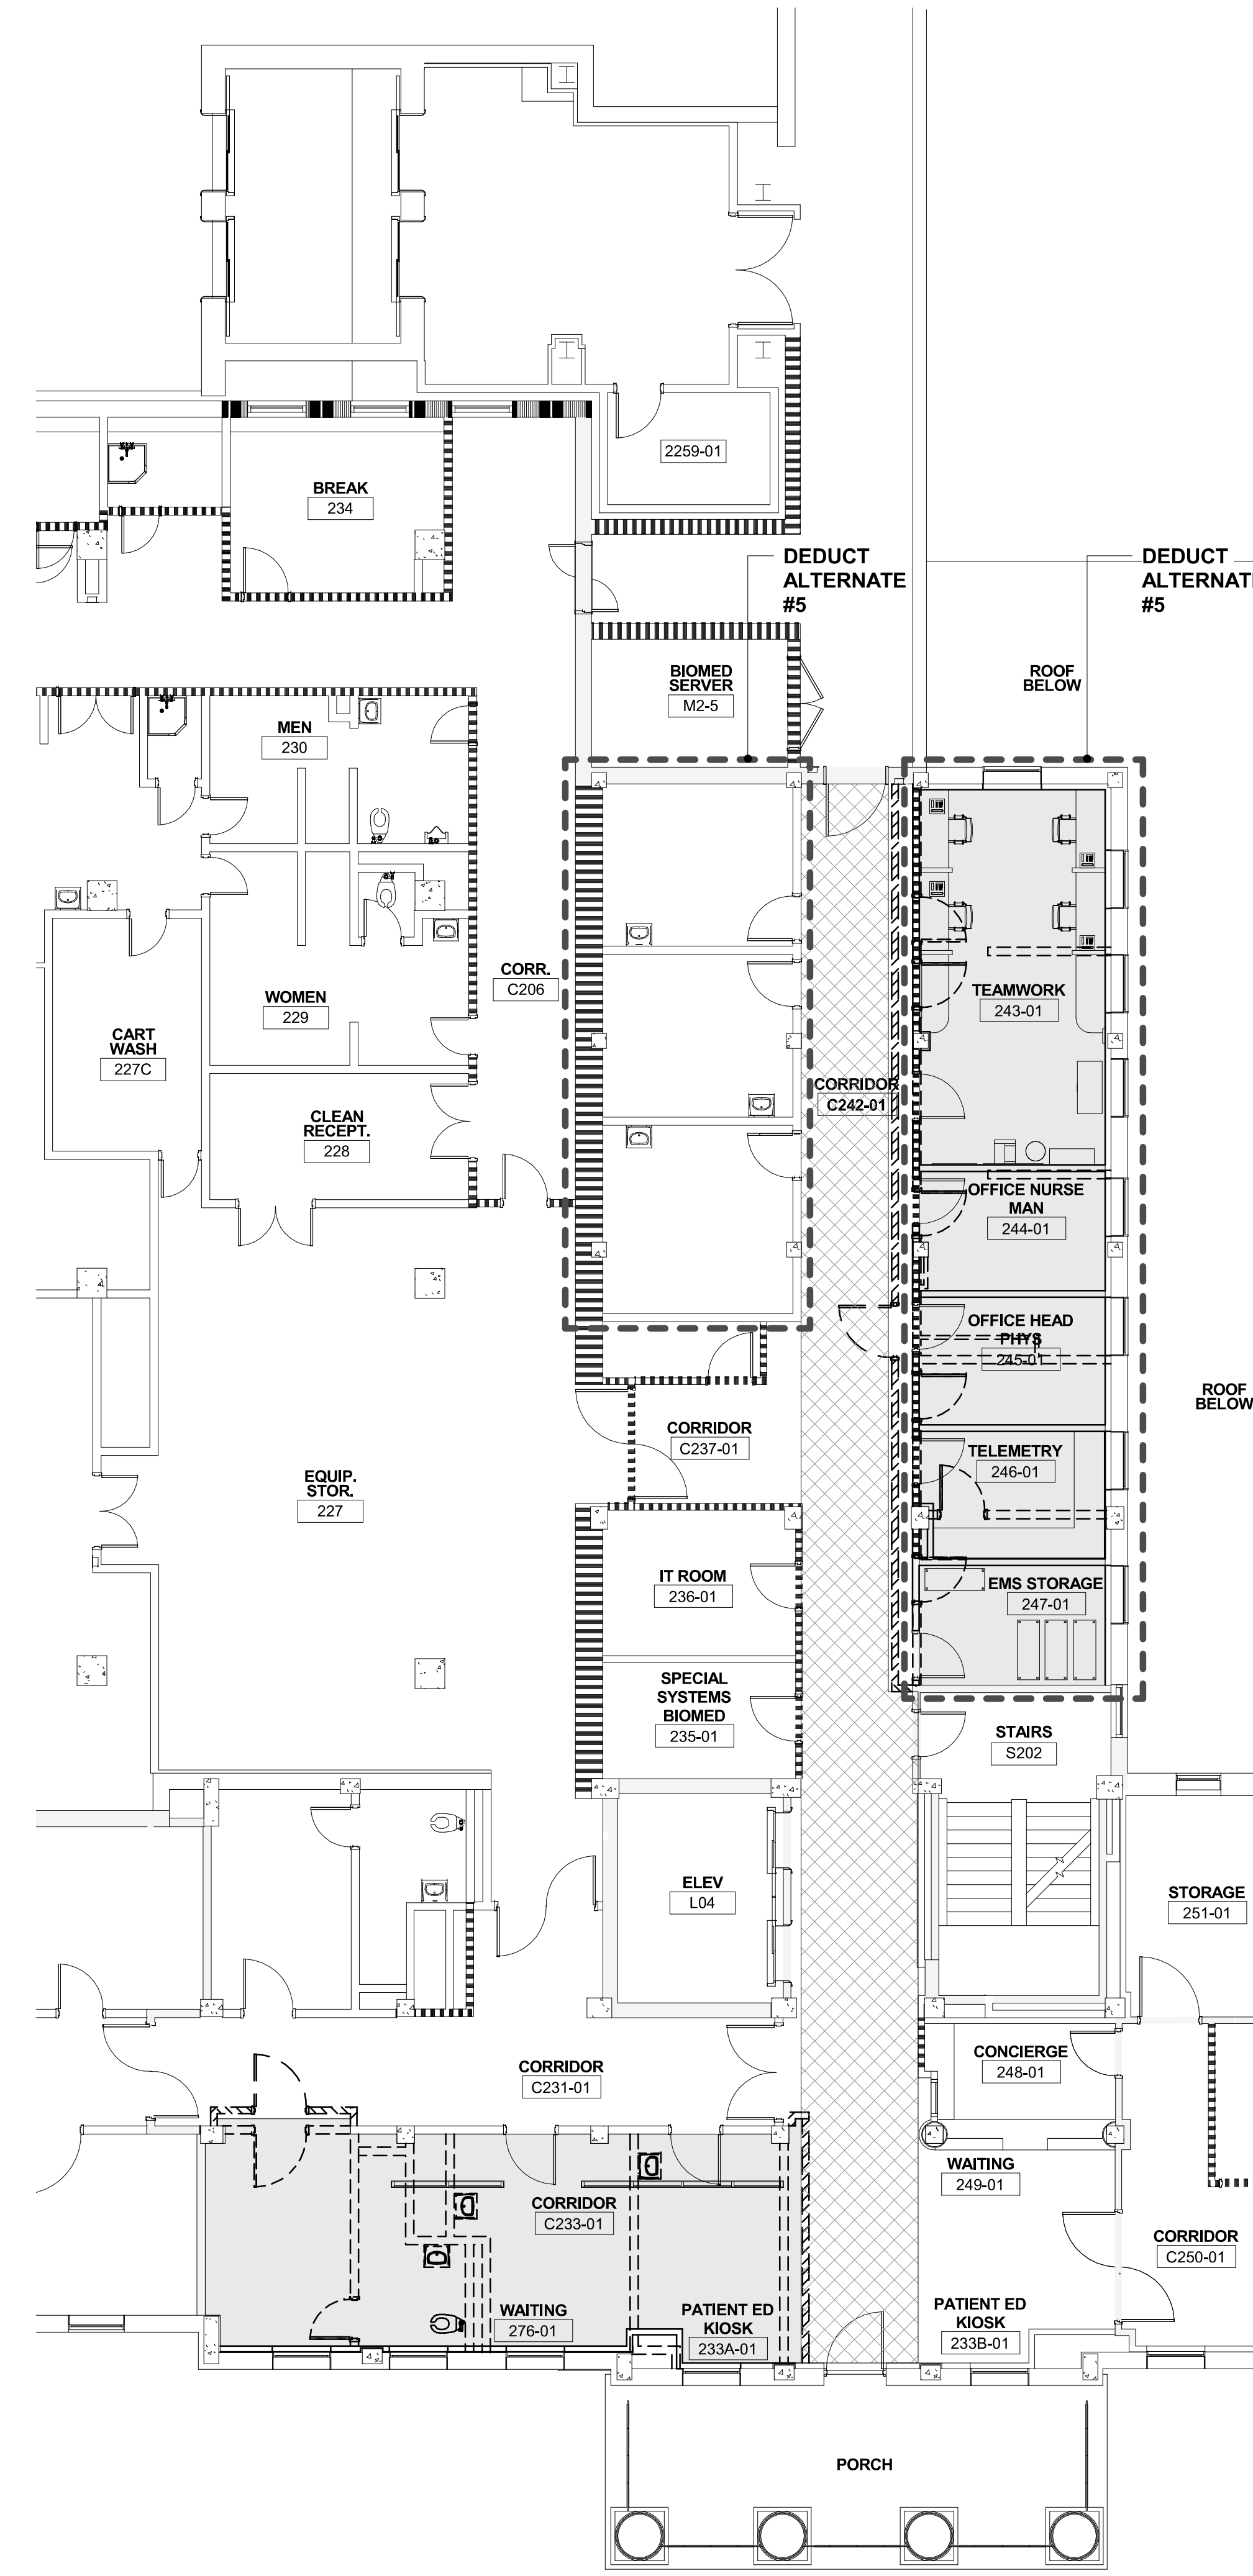 2259-01
BREAK
234
DEDUCT
ALTERNATE
#5
DEDUCT
ALTERNATE
#5
BIOMED
SERVER
M2-5
ROOF
BELOW
MEN
230
CORR.
C206
WOMEN
229
TEAMWORK
243-01
CART
WASH
227C
CORRIDOR
C242-01
CLEAN
RECEPT.
228
OFFICE NURSE
MAN
244-01
OFFICE HEAD
PHYS
245-01
ROOF
BELOW
CORRIDOR
C237-01
TELEMETRY
246-01
EQUIP.
STOR.
227
IT ROOM
236-01
EMS STORAGE
247-01
SPECIAL
SYSTEMS
BIOMED
235-01
STAIRS
S202
ELEV
L04
STORAGE
251-01
CONCIERGE
248-01
CORRIDOR
C231-01
WAITING
249-01
CORRIDOR
C233-01
CORRIDOR
C250-01
WAITING
276-01
PATIENT ED
KIOSK
233A-01
PATIENT ED
KIOSK
233B-01
PORCH